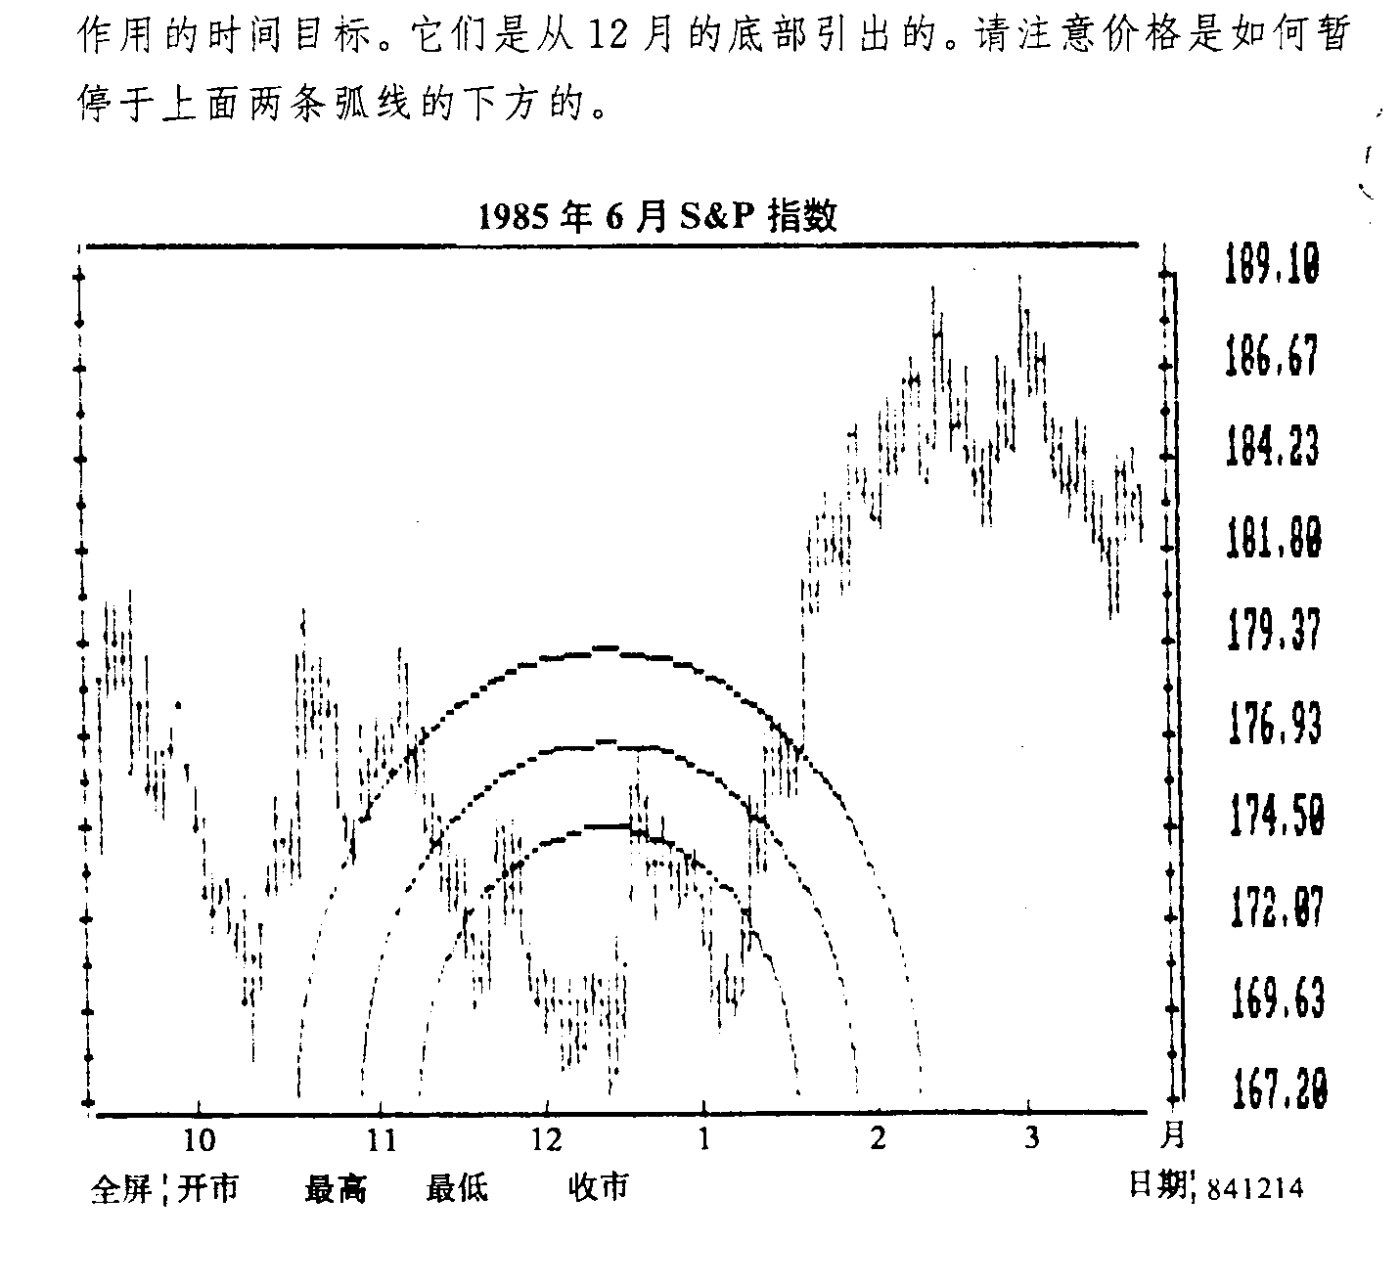 作用的时间目标。它们是从12月的底部引出的。请注意价格是如何暂
停于上面两条弧线的下方的。
1985年6月S&P指数
189.10
186.67
184.23
181.80
179.37
176.93
174.50
172.07
169.63
167.20
10 11 12 1 2 3 月
全屏¦开市 最高 最低 收市 日期¦841214